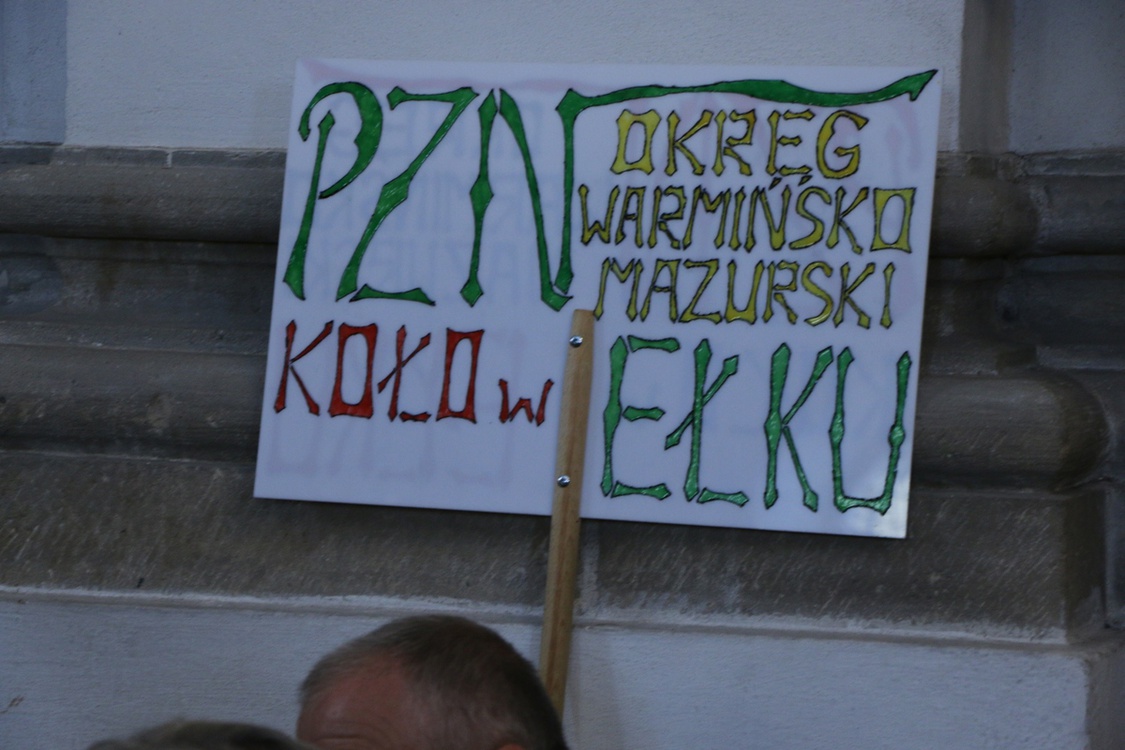 PZN
OKRĘG
WARMIŃSKO
MAZURSKI
KOŁO w EŁKU